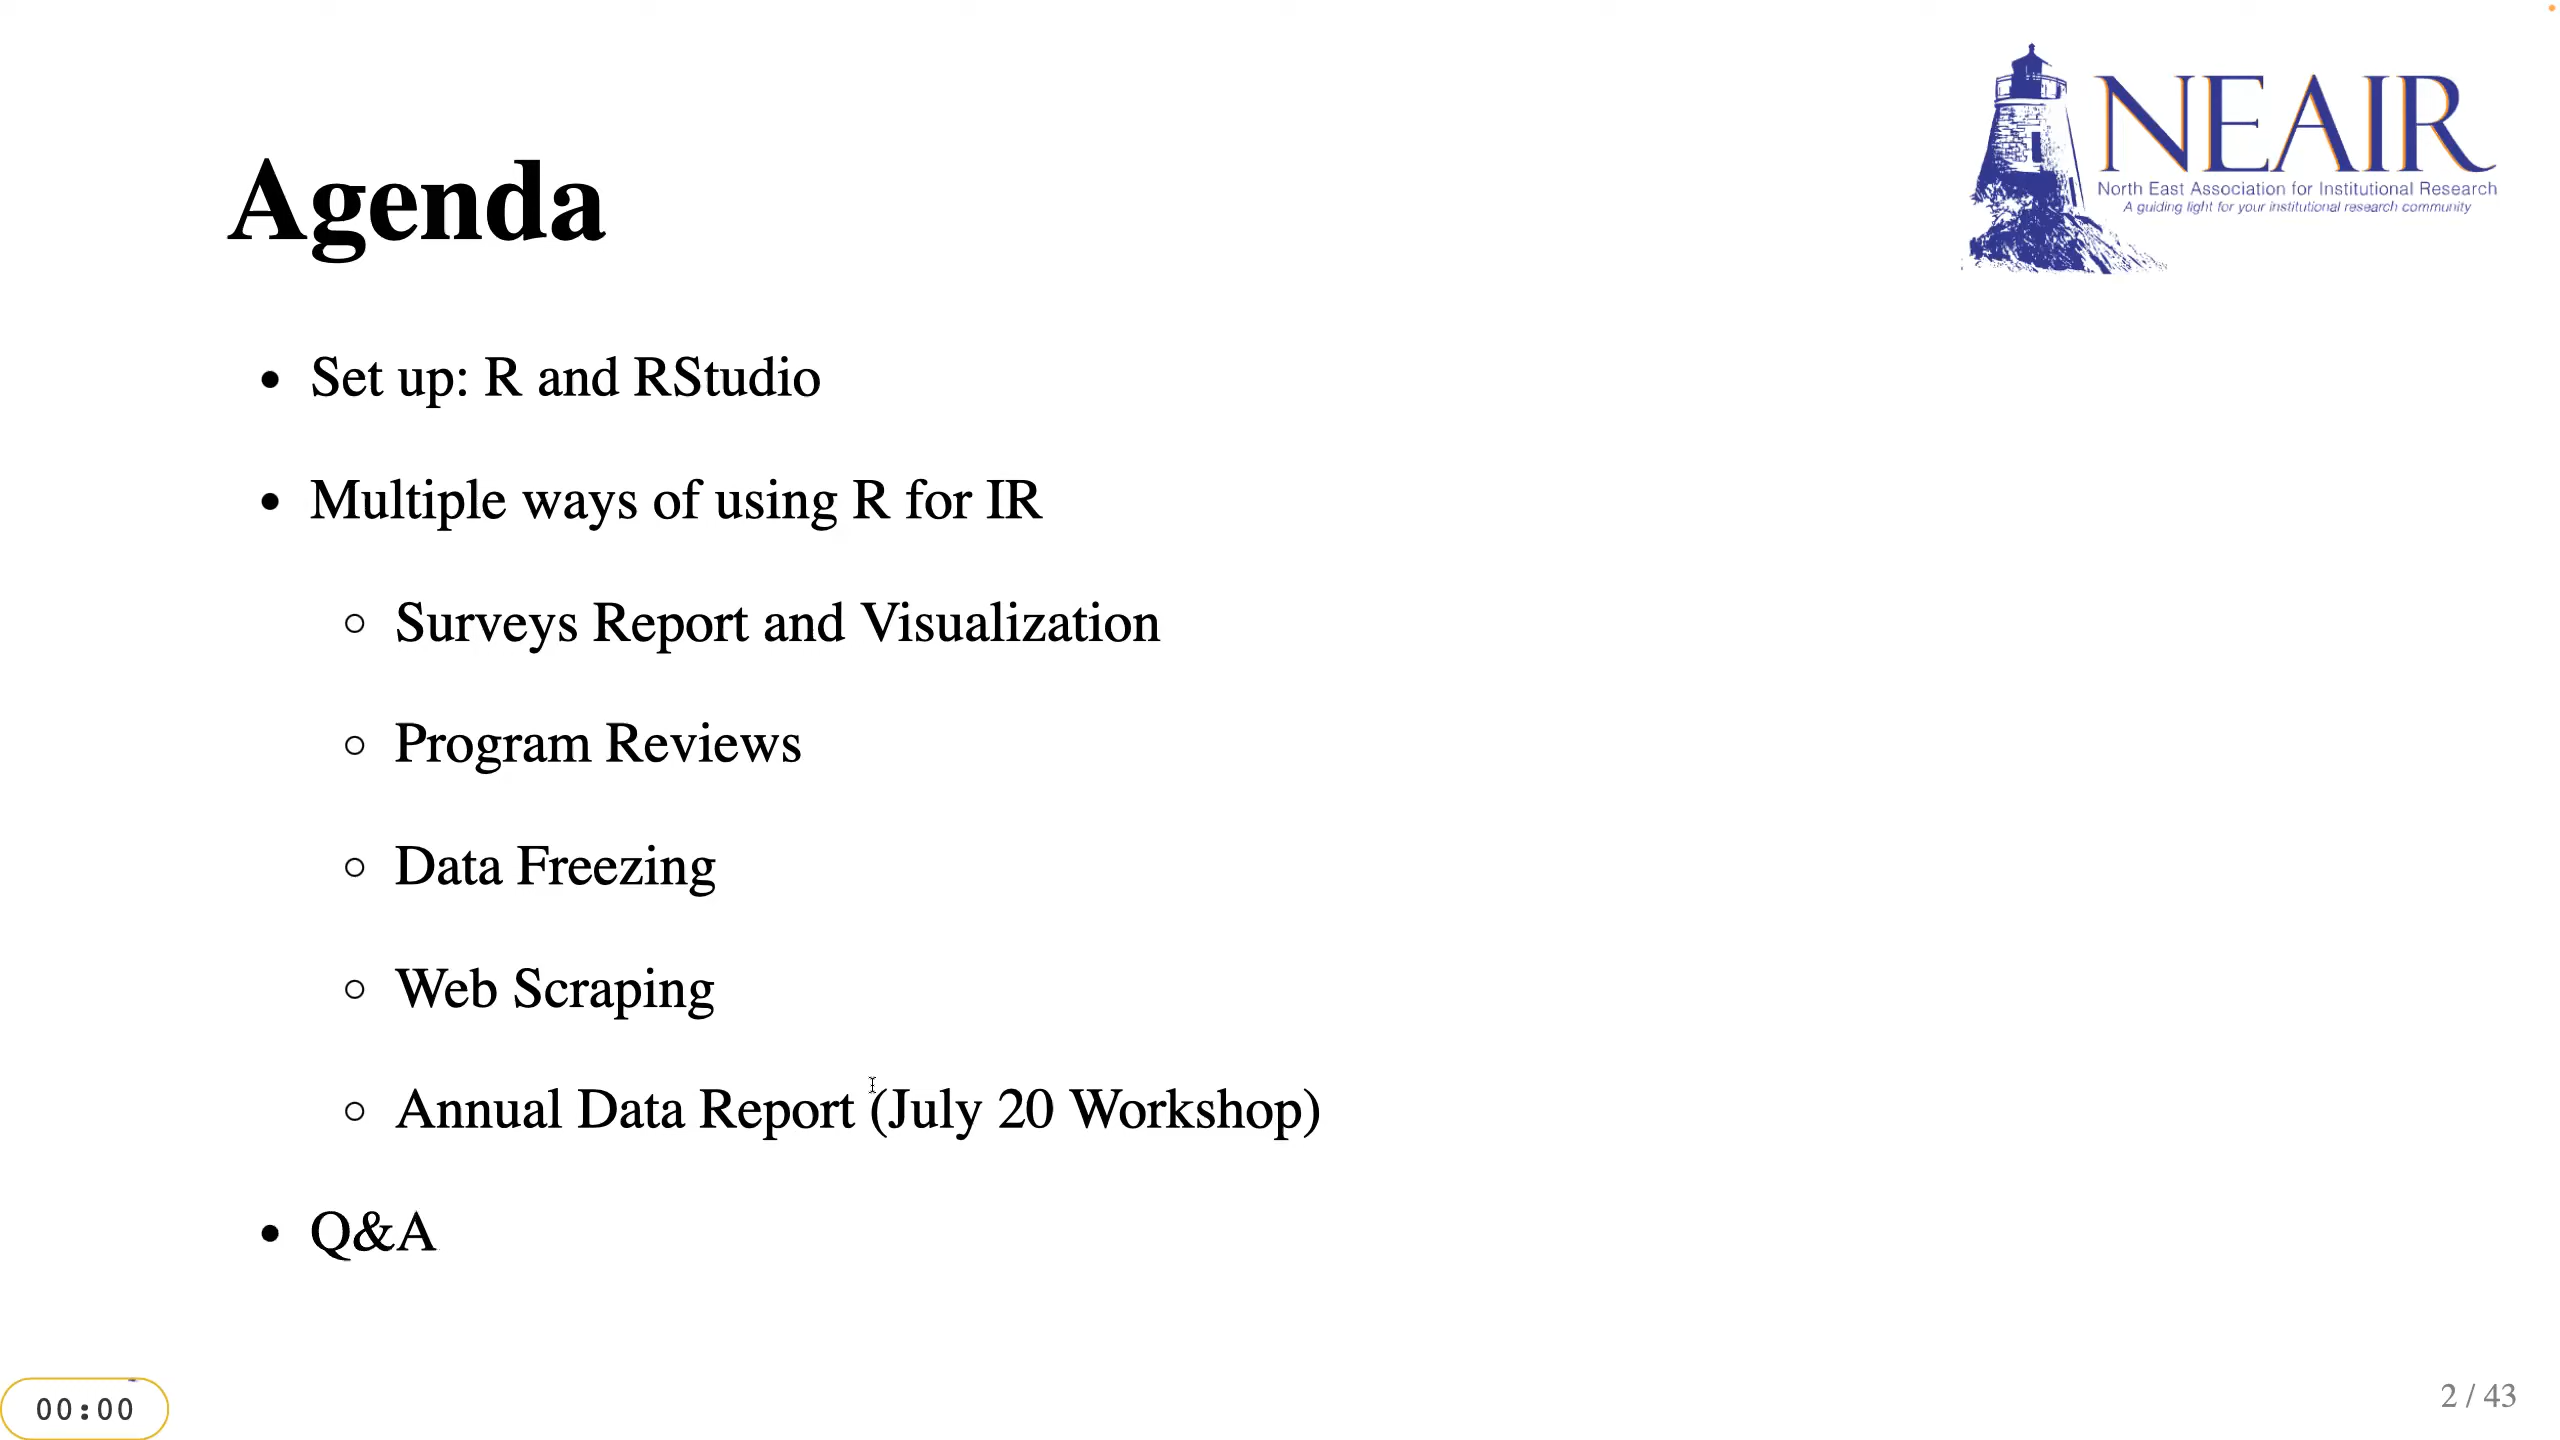 NEAIR
North East Association for Institutional Research
A guiding light for your institutional research community
Agenda
Set up: R and RStudio
Multiple ways of using R for IR
Surveys Report and Visualization
Program Reviews
Data Freezing
Web Scraping
Annual Data Report (July 20 Workshop)
Q&A
00:00
2 / 43